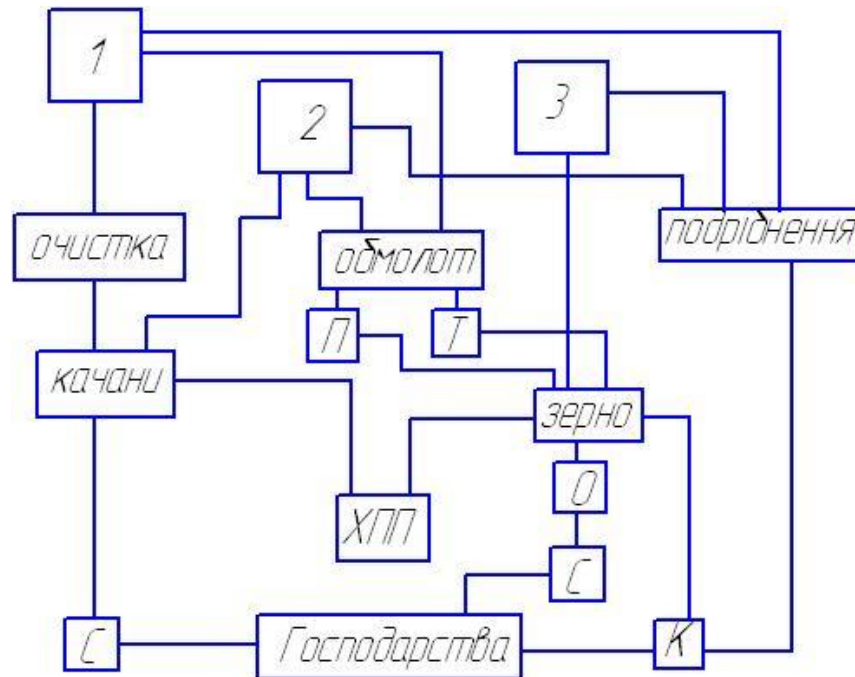 1
2
3
очистка
обмолот
подрібнення
П
Т
качани
зерно
О
ХПП
С
С
Господарства
К